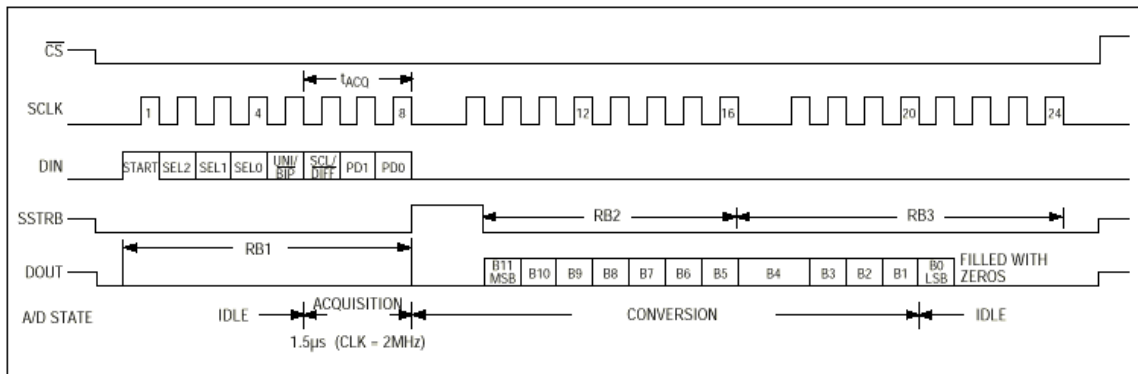 CS
tACQ
SCLK 1 4 8 12 16 20 24
DIN START SEL2 SEL1 SEL0 UNI/BIP SCL/DIFF PD1 PD0
SSTRB
RB1 RB2 RB3
DOUT B11 MSB B10 B9 B8 B7 B6 B5 B4 B3 B2 B1 B0 LSB FILLED WITH ZEROS
A/D STATE IDLE ACQUISITION CONVERSION IDLE
1.5µs (CLK = 2MHz)